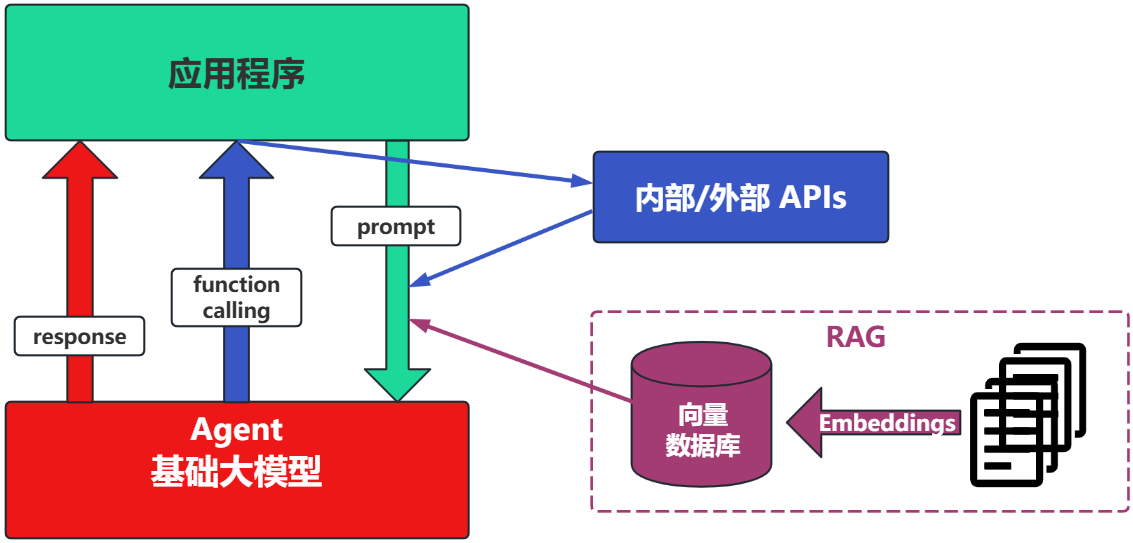 应用程序
内部/外部 APIs
prompt
function
calling
response
RAG
向量
数据库
Embeddings
Agent
基础大模型